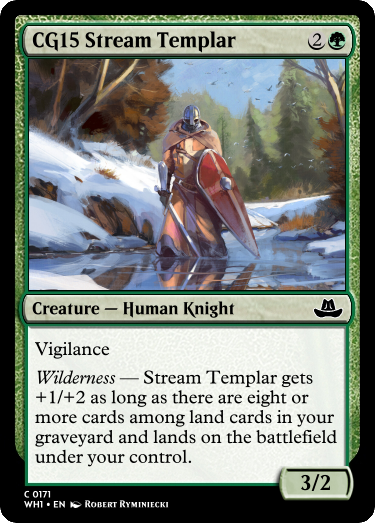 CG15 Stream Templar 2
Creature — Human Knight
Vigilance
Wilderness — Stream Templar gets
+1/+2 as long as there are eight or
more cards among land cards in your
graveyard and lands on the battlefield
under your control.
3/2
C 0171
WH1 • EN Robert Ryminiecki